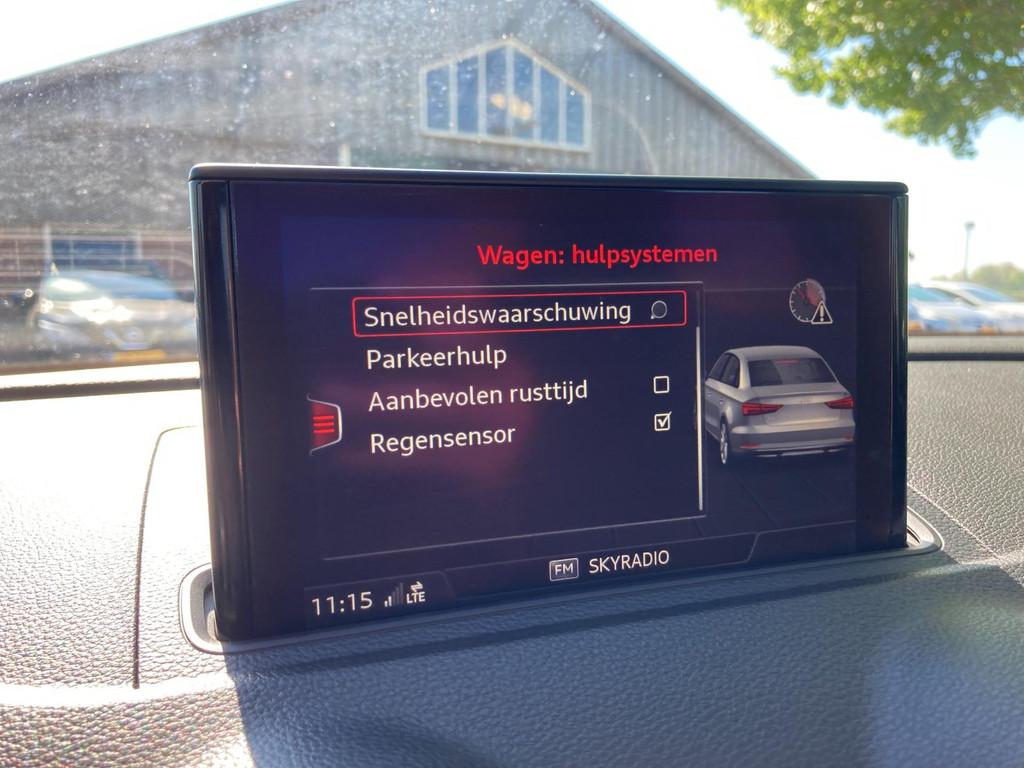 Wagen: hulpsystemen
Snelheidswaarschuwing
Parkeerhulp
Aanbevolen rusttijd
Regensensor
FM SKYRADIO
11:15 LTE